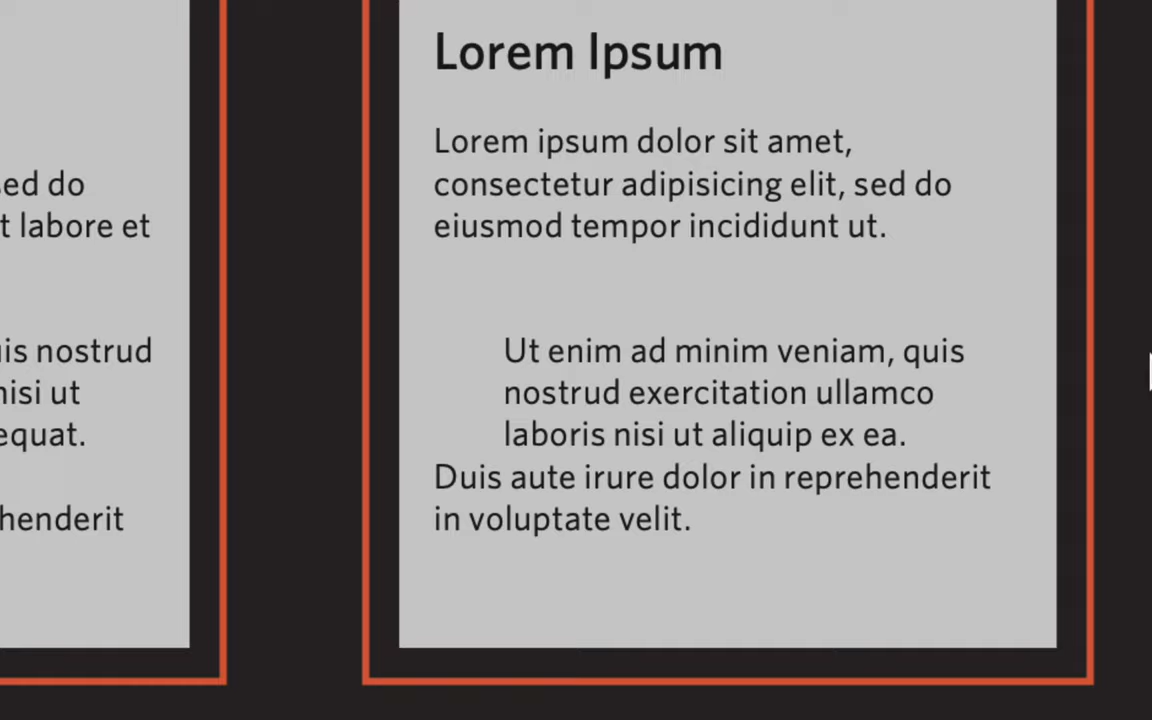 sed do
t labore et
uis nostrud
nisi ut
equat.
henderit
Lorem Ipsum
Lorem ipsum dolor sit amet,
consectetur adipisicing elit, sed do
eiusmod tempor incididunt ut.
Ut enim ad minim veniam, quis
nostrud exercitation ullamco
laboris nisi ut aliquip ex ea.
Duis aute irure dolor in reprehenderit
in voluptate velit.